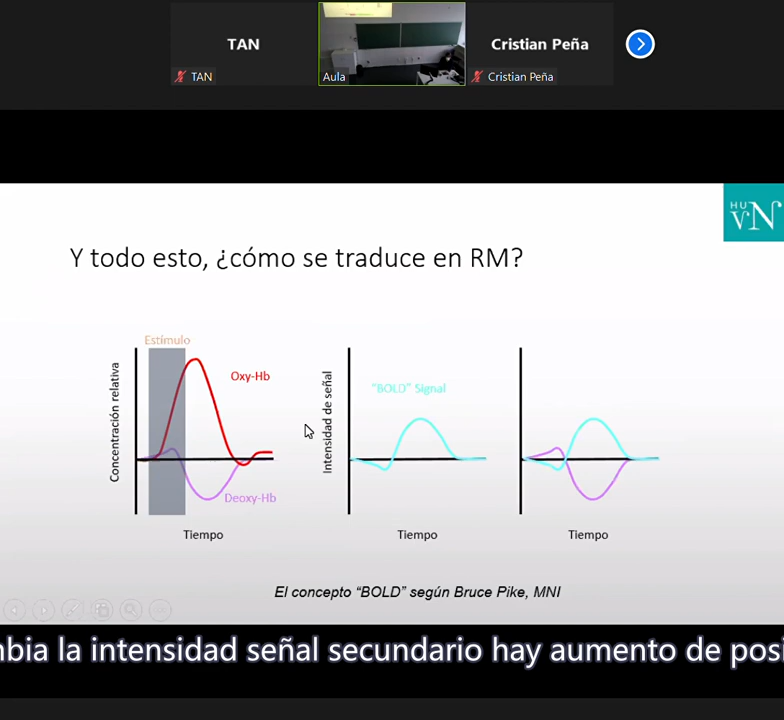 TAN
Cristian Peña
TAN
Aula
Cristian Peña
HU
VN
Y todo esto, ¿cómo se traduce en RM?
Estímulo
Oxy-Hb
Deoxy-Hb
Concentración relativa
Tiempo
"BOLD" Signal
Intensidad de señal
Tiempo
Tiempo
El concepto “BOLD” según Bruce Pike, MNI
la intensidad señal secundario hay aumento de